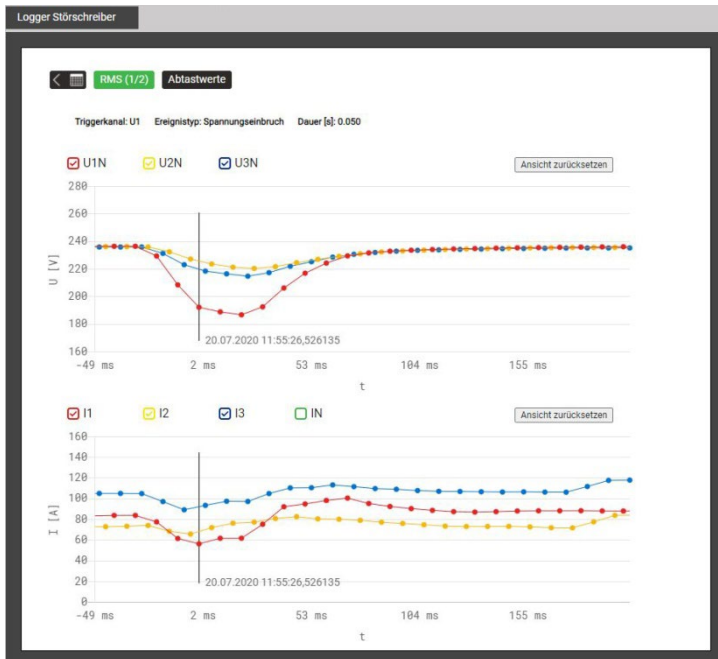 Logger Störschreiber
RMS (1/2) Abtastwerte
Triggerkanal: U1 Ereignistyp: Spannungseinbruch Dauer [s]: 0.050
U1N U2N U3N Ansicht zurücksetzen
280
260
240
220
200
180
160
U [V]
20.07.2020 11:55:26,526135
-49 ms 2 ms 53 ms 104 ms 155 ms
t
I1 I2 I3 IN Ansicht zurücksetzen
160
140
120
100
80
60
40
20
0
I [A]
20.07.2020 11:55:26,526135
-49 ms 2 ms 53 ms 104 ms 155 ms
t